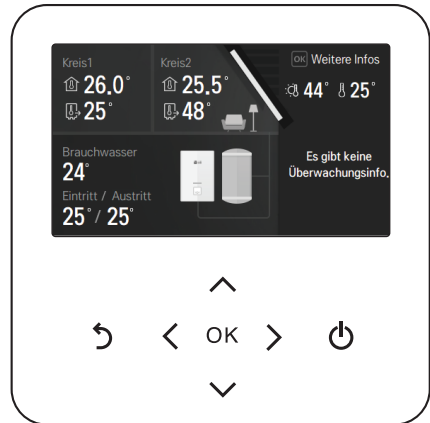 Kreis1
26.0°
25°
Kreis2
25.5°
48°
OK Weitere Infos
44° 25°
Es gibt keine
Überwachungsinfo.
Brauchwasser
24°
Eintritt / Austritt
25° / 25°
OK